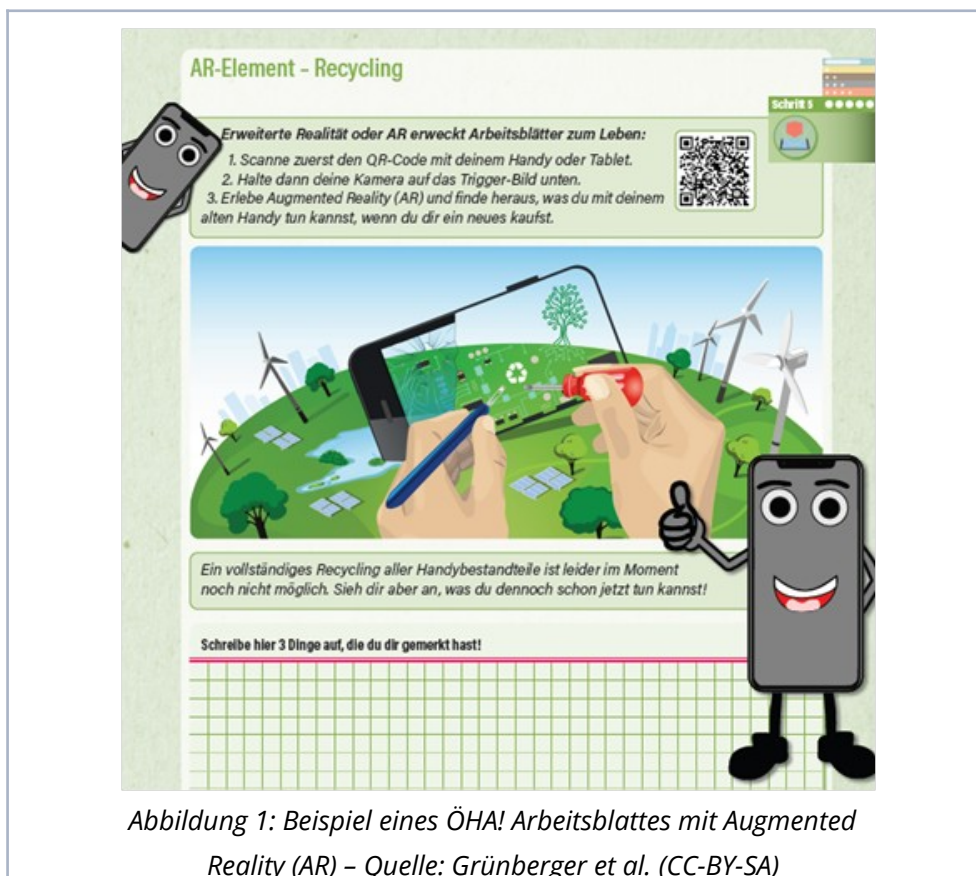 AR-Element – Recycling
Schritt 5
Erweiterte Realität oder AR erweckt Arbeitsblätter zum Leben:
1. Scanne zuerst den QR-Code mit deinem Handy oder Tablet.
2. Halte dann deine Kamera auf das Trigger-Bild unten.
3. Erlebe Augmented Reality (AR) und finde heraus, was du mit deinem
alten Handy tun kannst, wenn du dir ein neues kaufst.
Ein vollständiges Recycling aller Handybestandteile ist leider im Moment
noch nicht möglich. Sieh dir aber an, was du dennoch schon jetzt tun kannst!
Schreibe hier 3 Dinge auf, die du dir gemerkt hast!
Abbildung 1: Beispiel eines ÖHA! Arbeitsblattes mit Augmented
Reality (AR) – Quelle: Grünberger et al. (CC-BY-SA)